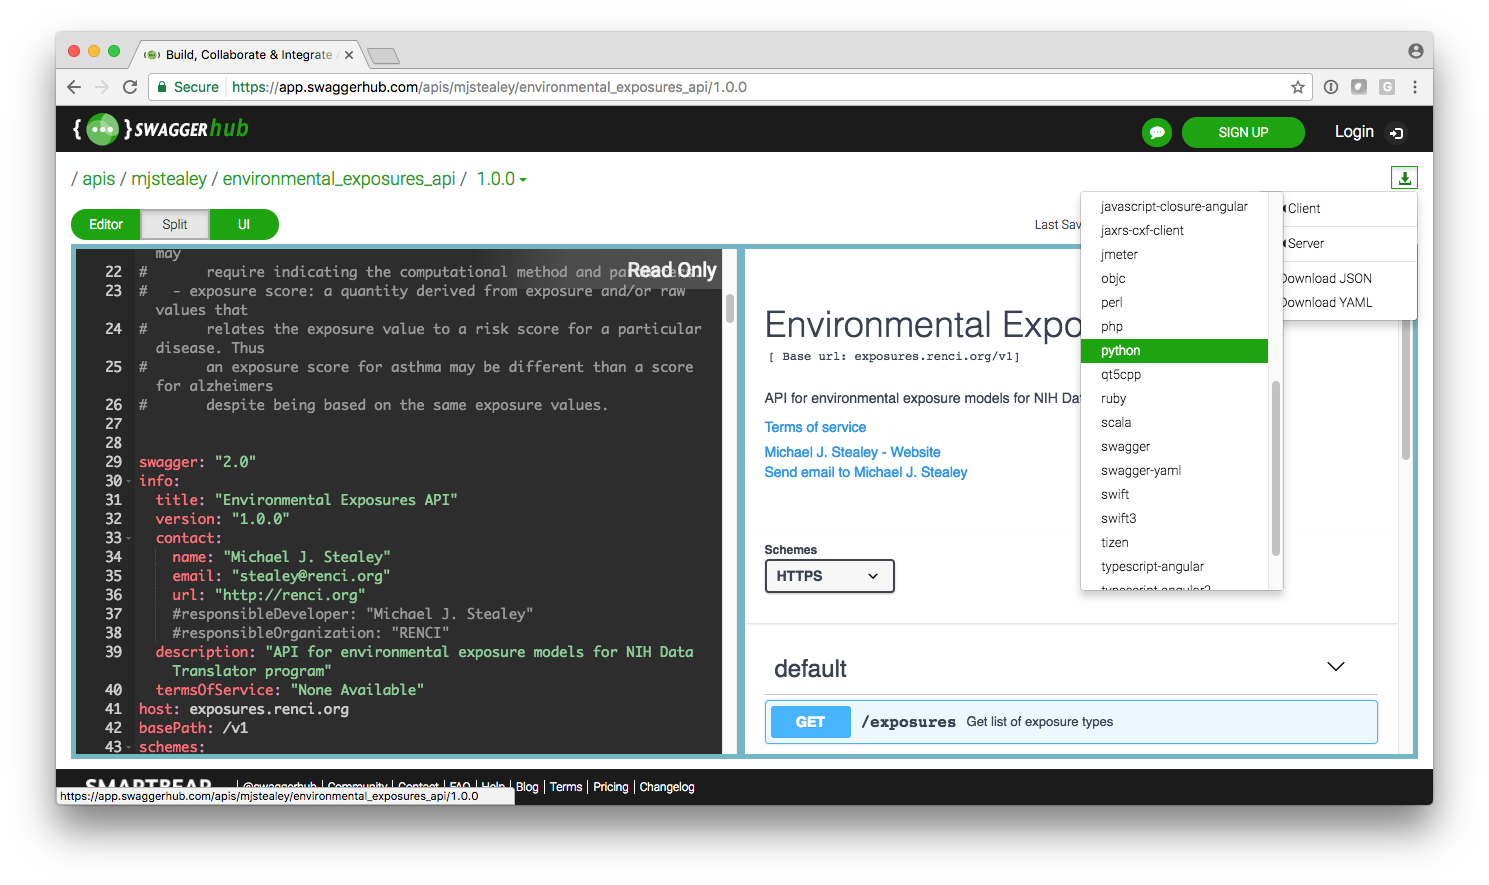 Build, Collaborate & Integrate
Secure https://app.swaggerhub.com/apis/mjstealey/environmental_exposures_api/1.0.0
{ ••• } SWAGGERhub
SIGN UP
Login
/ apis / mjstealey / environmental_exposures_api / 1.0.0
Editor Split UI
Last Sav
may
22 # require indicating the computational method and
Read Only
23 # - exposure score: a quantity derived from exposure and/or raw
values that
24 # relates the exposure value to a risk score for a particular
disease. Thus
25 # an exposure score for asthma may be different than a score
for alzheimers
26 # despite being based on the same exposure values.
27
28
29 swagger: "2.0"
30 info:
31 title: "Environmental Exposures API"
32 version: "1.0.0"
33 contact:
34 name: "Michael J. Stealey"
35 email: "stealey@renci.org"
36 url: "http://renci.org"
37 #responsibleDeveloper: "Michael J. Stealey"
38 #responsibleOrganization: "RENCI"
39 description: "API for environmental exposure models for NIH Data
Translator program"
40 termsOfService: "None Available"
41 host: exposures.renci.org
42 basePath: /v1
43 schemes:
Environmental Expo
[ Base url: exposures.renci.org/v1]
API for environmental exposure models for NIH Da
Terms of service
Michael J. Stealey - Website
Send email to Michael J. Stealey
Schemes
HTTPS
default
GET /exposures Get list of exposure types
javascript-closure-angular
jaxrs-cxf-client
jmeter
objc
perl
php
python
qt5cpp
ruby
scala
swagger
swagger-yaml
swift
swift3
tizen
typescript-angular
typescript-angular2
Client
Server
Download JSON
Download YAML
SMARTBEAR
@swaggerhub | Community | Contact | FAQ | Help | Blog | Terms | Pricing | Changelog
https://app.swaggerhub.com/apis/mjstealey/environmental_exposures_api/1.0.0